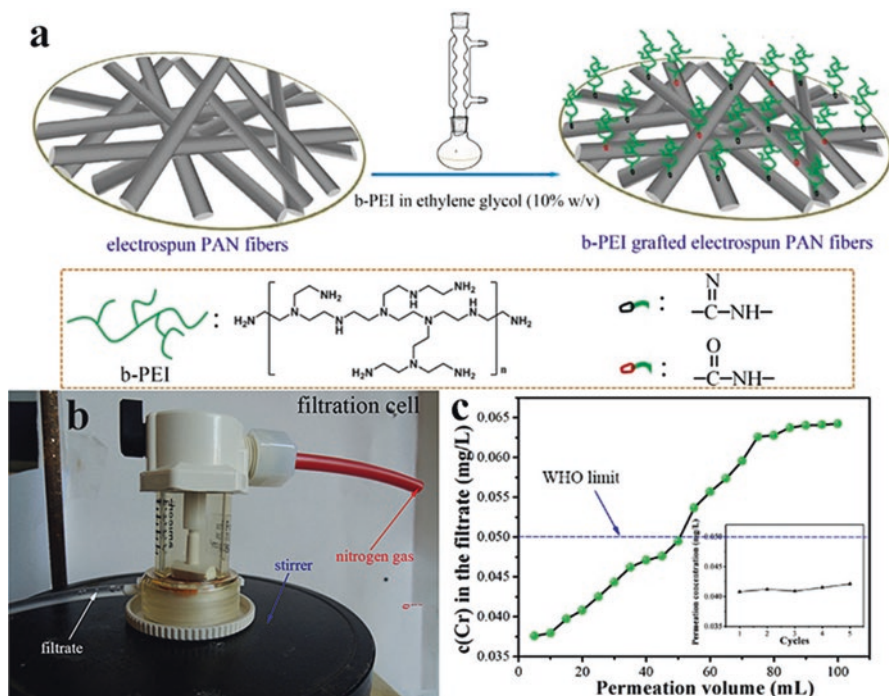 a
b-PEI in ethylene glycol (10% w/v)
electrospun PAN fibers
b-PEI grafted electrospun PAN fibers
b-PEI
:
H₂N
NH₂
N
N
H
N
N
H
NH₂
N
N
H
NH₂
N
NH₂
H₂N
n
:
N
—C—NH—
:
O
—C—NH—
b
filtration cell
nitrogen gas
stirrer
filtrate
c
c(Cr) in the filtrate (mg/L)
0.065
0.060
0.055
0.050
0.045
0.040
0.035
WHO limit
Permeation concentration (mg/L)
0.050
0.045
0.040
0.035
1 2 3 4 5
Cycles
0 20 40 60 80 100
Permeation volume (mL)